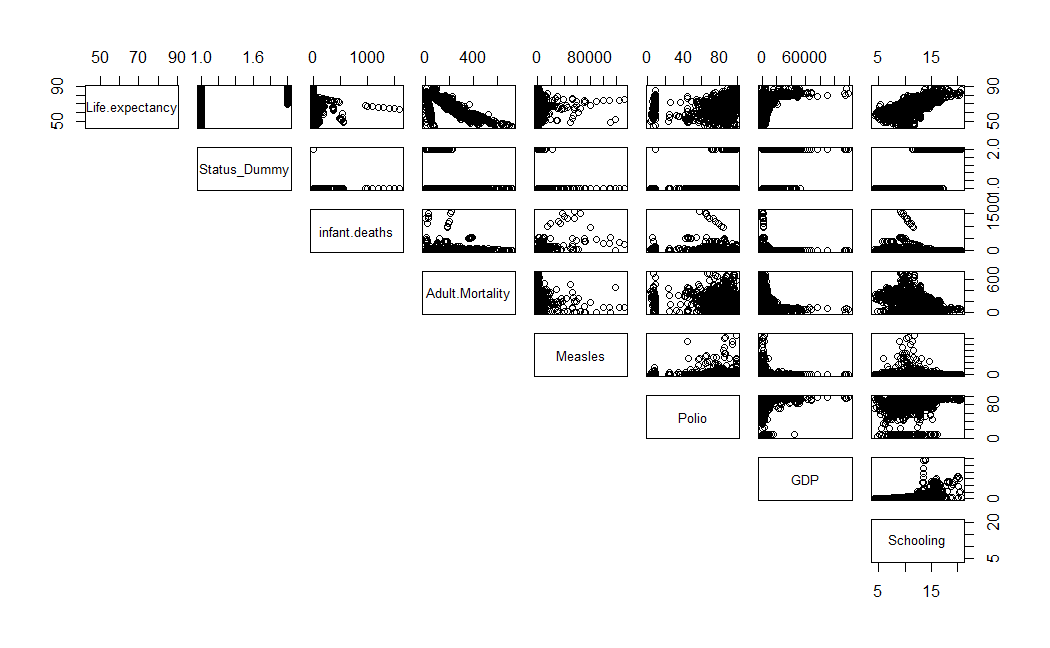 50 70 90 1.0 1.6 0 1000 0 400 0 80000 0 40 80 0 60000 5 15
50 90 Life.expectancy 50 90
Status_Dummy 1.0 2.0
infant.deaths 0 1500
Adult.Mortality 0 600
Measles 0
Polio 0 80
GDP 0
Schooling 5 20
5 15